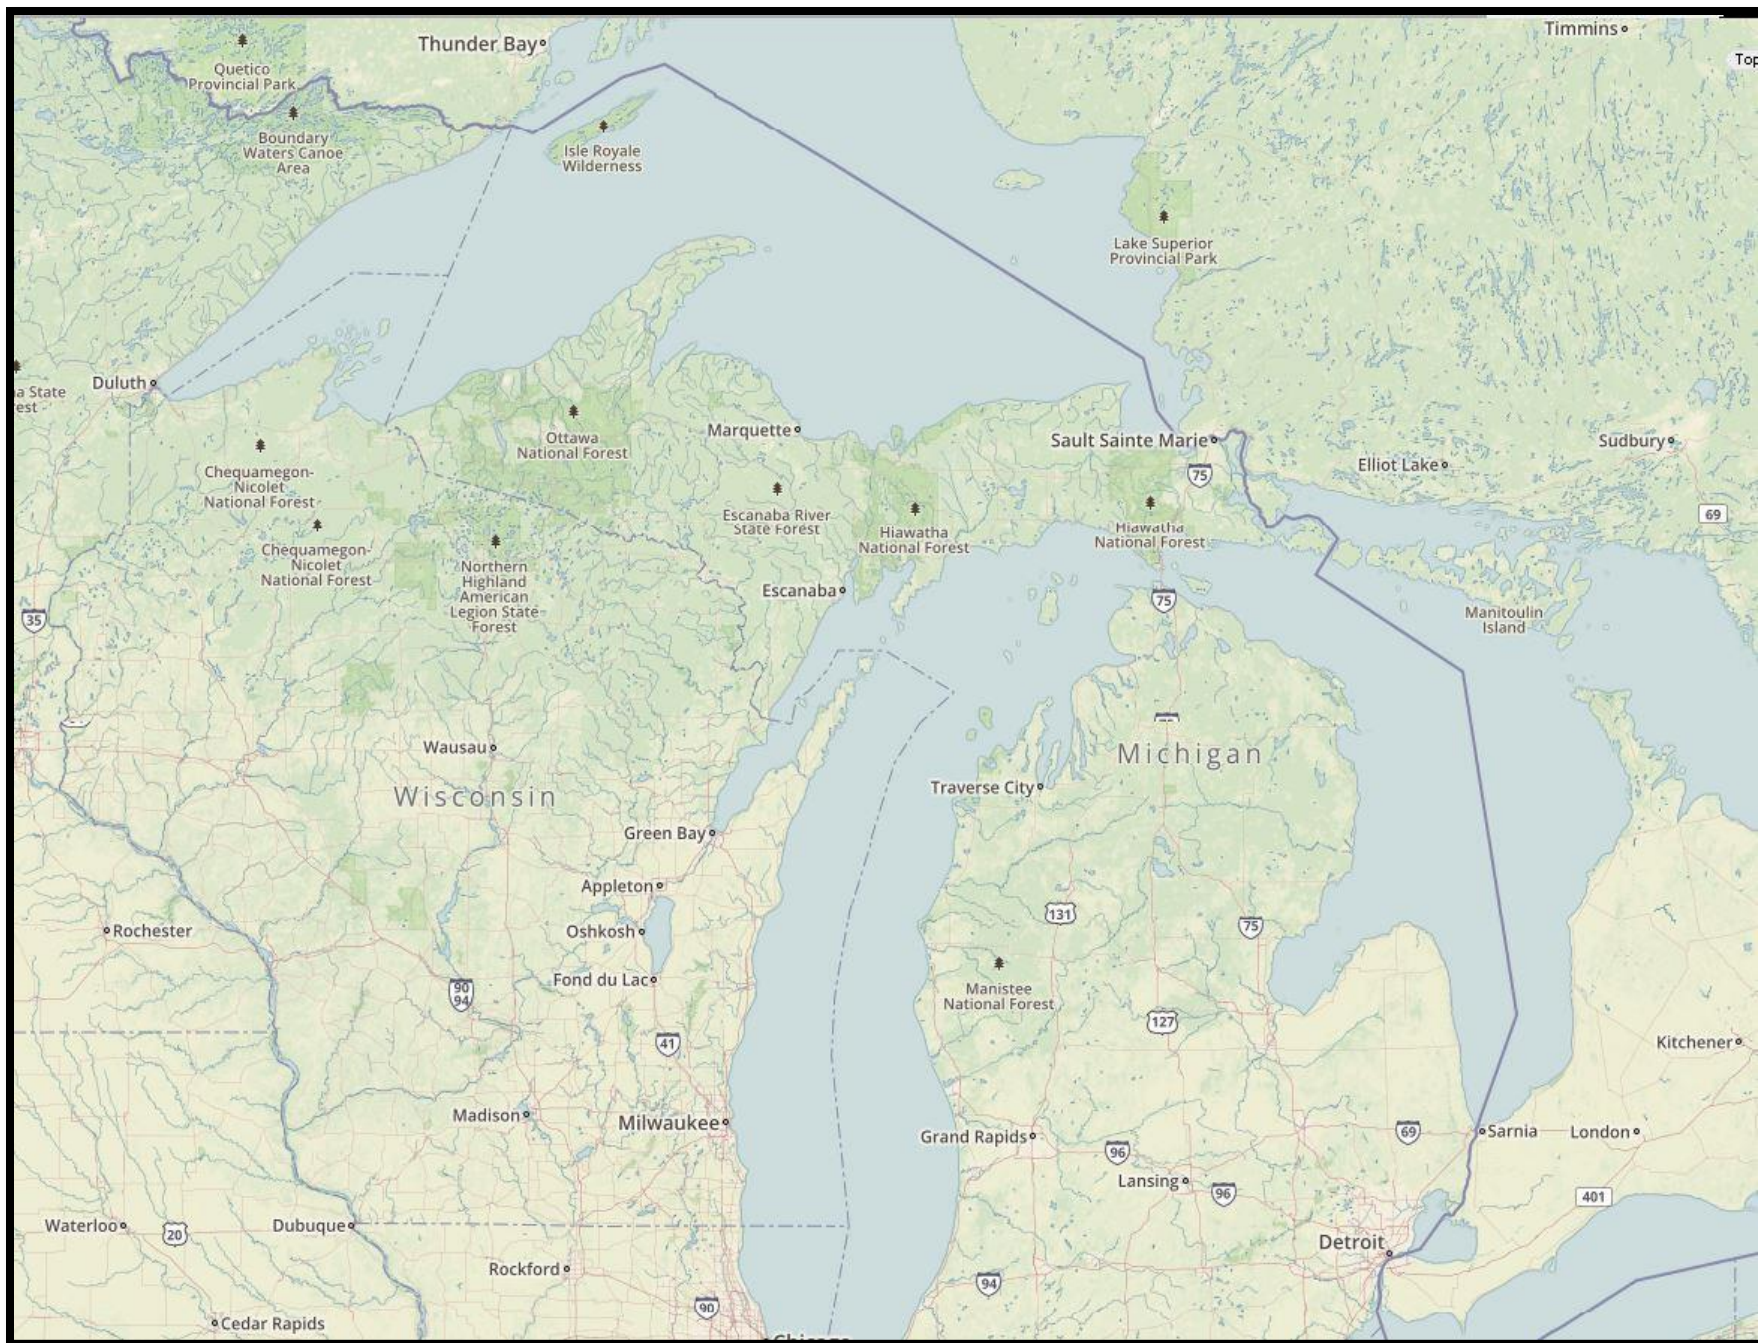 Timmins
Thunder Bay
Top
Quetico
Provincial Park
Boundary
Waters Canoe
Area
Isle Royale
Wilderness
Lake Superior
Provincial Park
Duluth
a State
rest
Ottawa
National Forest
Marquette
Sault Sainte Marie
Sudbury
Elliot Lake
75
Chequamegon-
Nicolet
National Forest
Escanaba River
State Forest
Hiawatha
National Forest
Hiawatha
National Forest
69
Chequamegon-
Nicolet
National Forest
Northern
Highland
American
Legion State
Forest
Escanaba
75
35
Manitoulin
Island
Wausau
Michigan
Traverse City
Wisconsin
Green Bay
Appleton
131
75
Rochester
Oshkosh
Fond du Lac
90
94
Manistee
National Forest
127
41
Kitchener
Madison
Milwaukee
Grand Rapids
69
Sarnia
London
96
Lansing
96
401
Waterloo
20
Dubuque
Detroit
Rockford
94
90
Cedar Rapids
Chicago